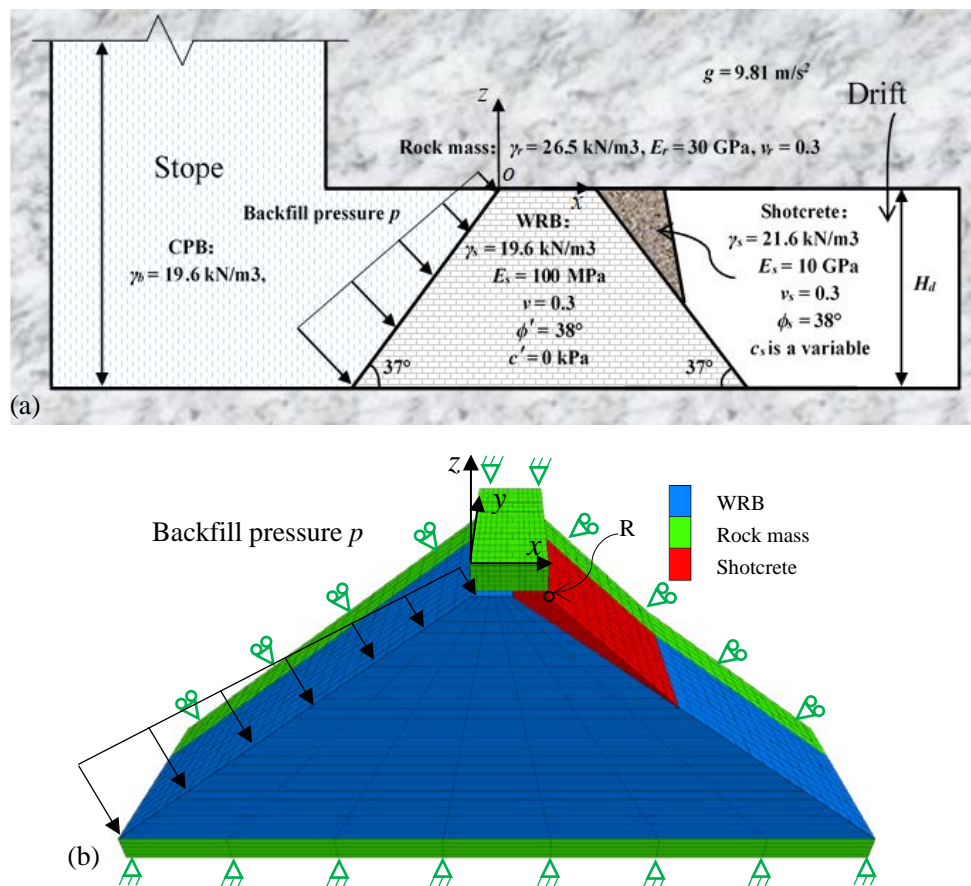 g = 9.81 m/s²
Drift
z
Rock mass: γr = 26.5 kN/m3, Er = 30 GPa, νr = 0.3
o
x
Stope
Backfill pressure p
CPB:
γb = 19.6 kN/m3,
WRB:
γs = 19.6 kN/m3
Es = 100 MPa
ν = 0.3
ϕ′ = 38°
c′ = 0 kPa
Shotcrete:
γs = 21.6 kN/m3
Es = 10 GPa
νs = 0.3
ϕs = 38°
cs is a variable
Hd
37°
37°
(a)
z
y
x
R
Backfill pressure p
WRB
Rock mass
Shotcrete
(b)